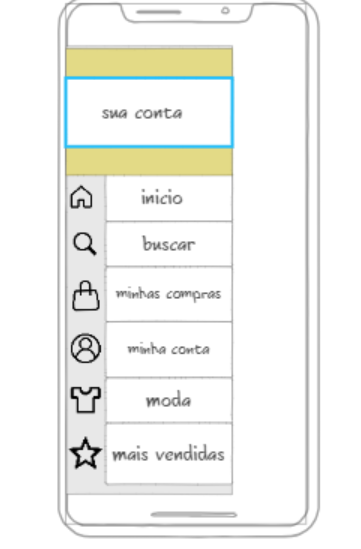 sua conta
inicio
buscar
minhas compras
minha conta
moda
mais vendidas